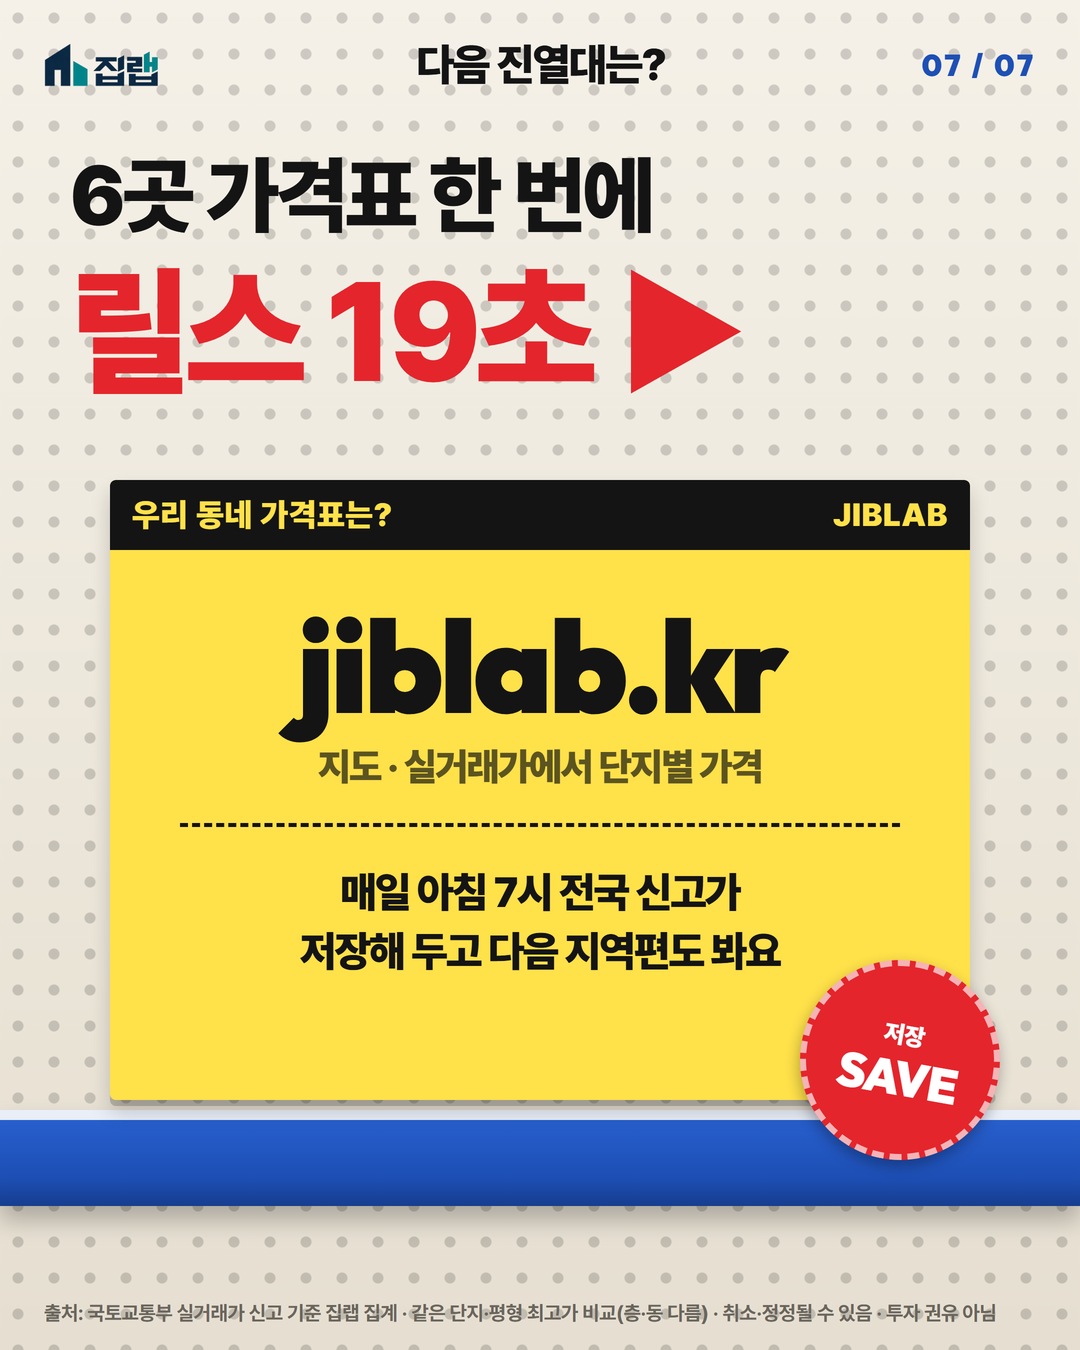 집랩
다음 진열대는?
07 / 07
6곳 가격표 한 번에
릴스 19초 ▶
우리 동네 가격표는?
JIBLAB
jiblab.kr
지도 · 실거래가에서 단지별 가격
매일 아침 7시 전국 신고가
저장해 두고 다음 지역편도 봐요
저장
SAVE
출처: 국토교통부 실거래가 신고 기준 집랩 집계 · 같은 단지·평형 최고가 비교(층·동 다름) · 취소·정정될 수 있음 · 투자 권유 아님